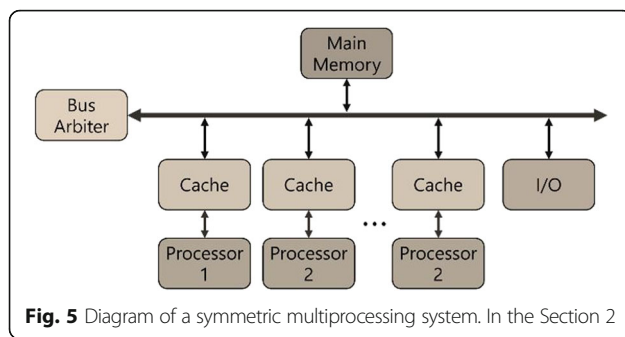 Main
Memory
Bus
Arbiter
Cache
Cache
Cache
I/O
...
Processor
1
Processor
2
Processor
2
Fig. 5 Diagram of a symmetric multiprocessing system. In the Section 2